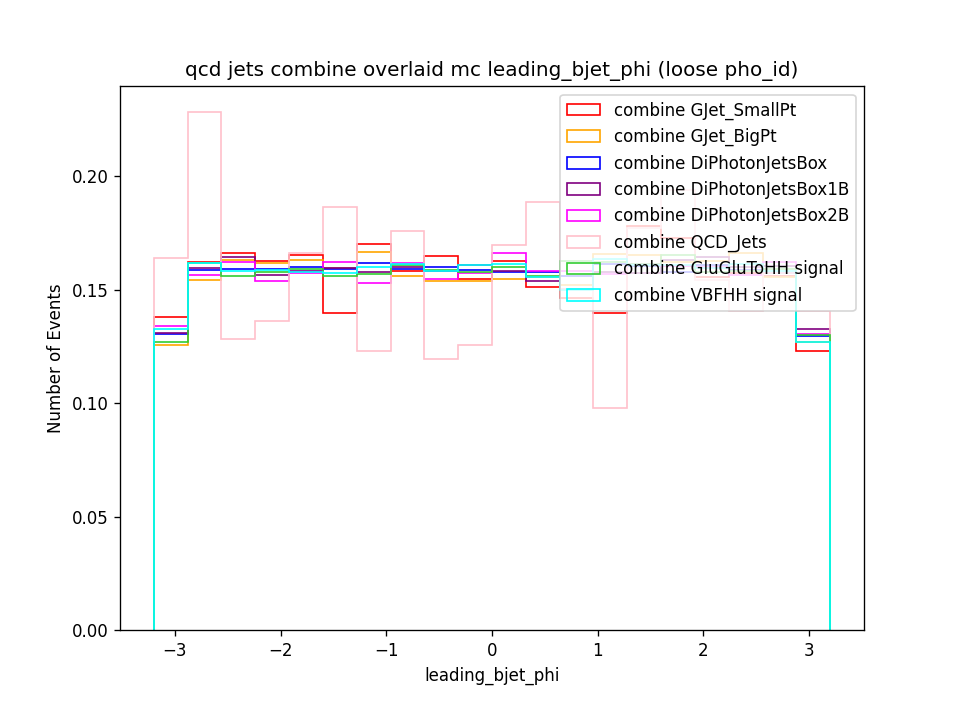 qcd jets combine overlaid mc leading_bjet_phi (loose pho_id)
combine GJet_SmallPt
combine GJet_BigPt
combine DiPhotonJetsBox
combine DiPhotonJetsBox1B
combine DiPhotonJetsBox2B
combine QCD_Jets
combine GluGluToHH signal
combine VBFHH signal
Number of Events
0.20
0.15
0.10
0.05
0.00
−3
−2
−1
0
1
2
3
leading_bjet_phi